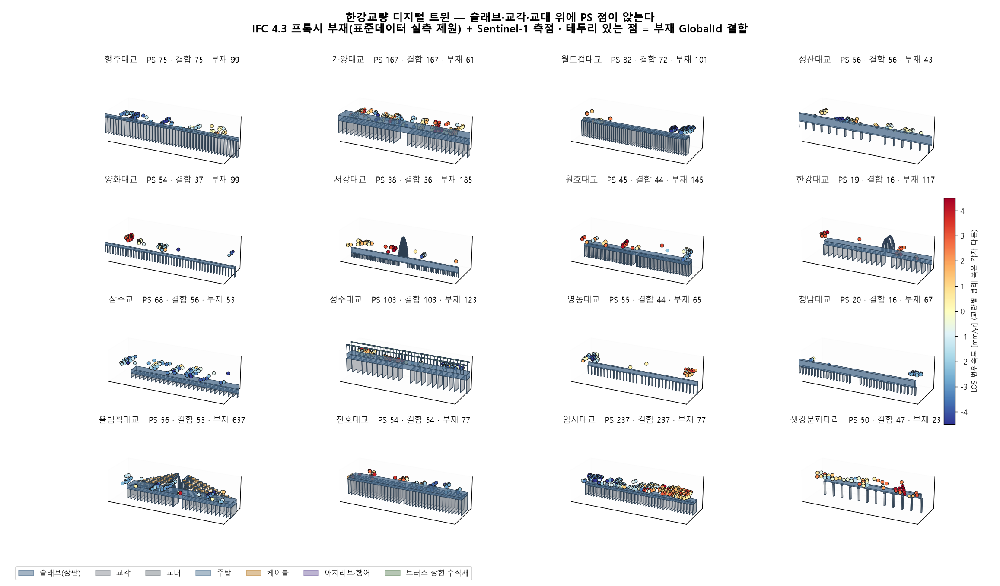 한강교량 디지털 트윈 — 슬래브·교각·교대 위에 PS 점이 앉는다
IFC 4.3 프록시 부재(표준데이터 실측 제원) + Sentinel-1 측점 · 테두리 있는 점 = 부재 GlobalId 결합
행주대교 PS 75 · 결합 75 · 부재 99
가양대교 PS 167 · 결합 167 · 부재 61
월드컵대교 PS 82 · 결합 72 · 부재 101
성산대교 PS 56 · 결합 56 · 부재 43
양화대교 PS 54 · 결합 37 · 부재 99
서강대교 PS 38 · 결합 36 · 부재 185
원효대교 PS 45 · 결합 44 · 부재 145
한강대교 PS 19 · 결합 16 · 부재 117
잠수교 PS 68 · 결합 56 · 부재 53
성수대교 PS 103 · 결합 103 · 부재 123
영동대교 PS 55 · 결합 44 · 부재 65
청담대교 PS 20 · 결합 16 · 부재 67
올림픽대교 PS 56 · 결합 53 · 부재 637
천호대교 PS 54 · 결합 54 · 부재 77
암사대교 PS 237 · 결합 237 · 부재 77
샛강문화다리 PS 50 · 결합 47 · 부재 23
4
3
2
1
0
-1
-2
-3
-4
LOS 변위속도 [mm/yr] (교량별 범례 폭은 각자 다름)
슬래브(상판)
교각
교대
주탑
케이블
아치리브·행어
트러스 상현·수직재